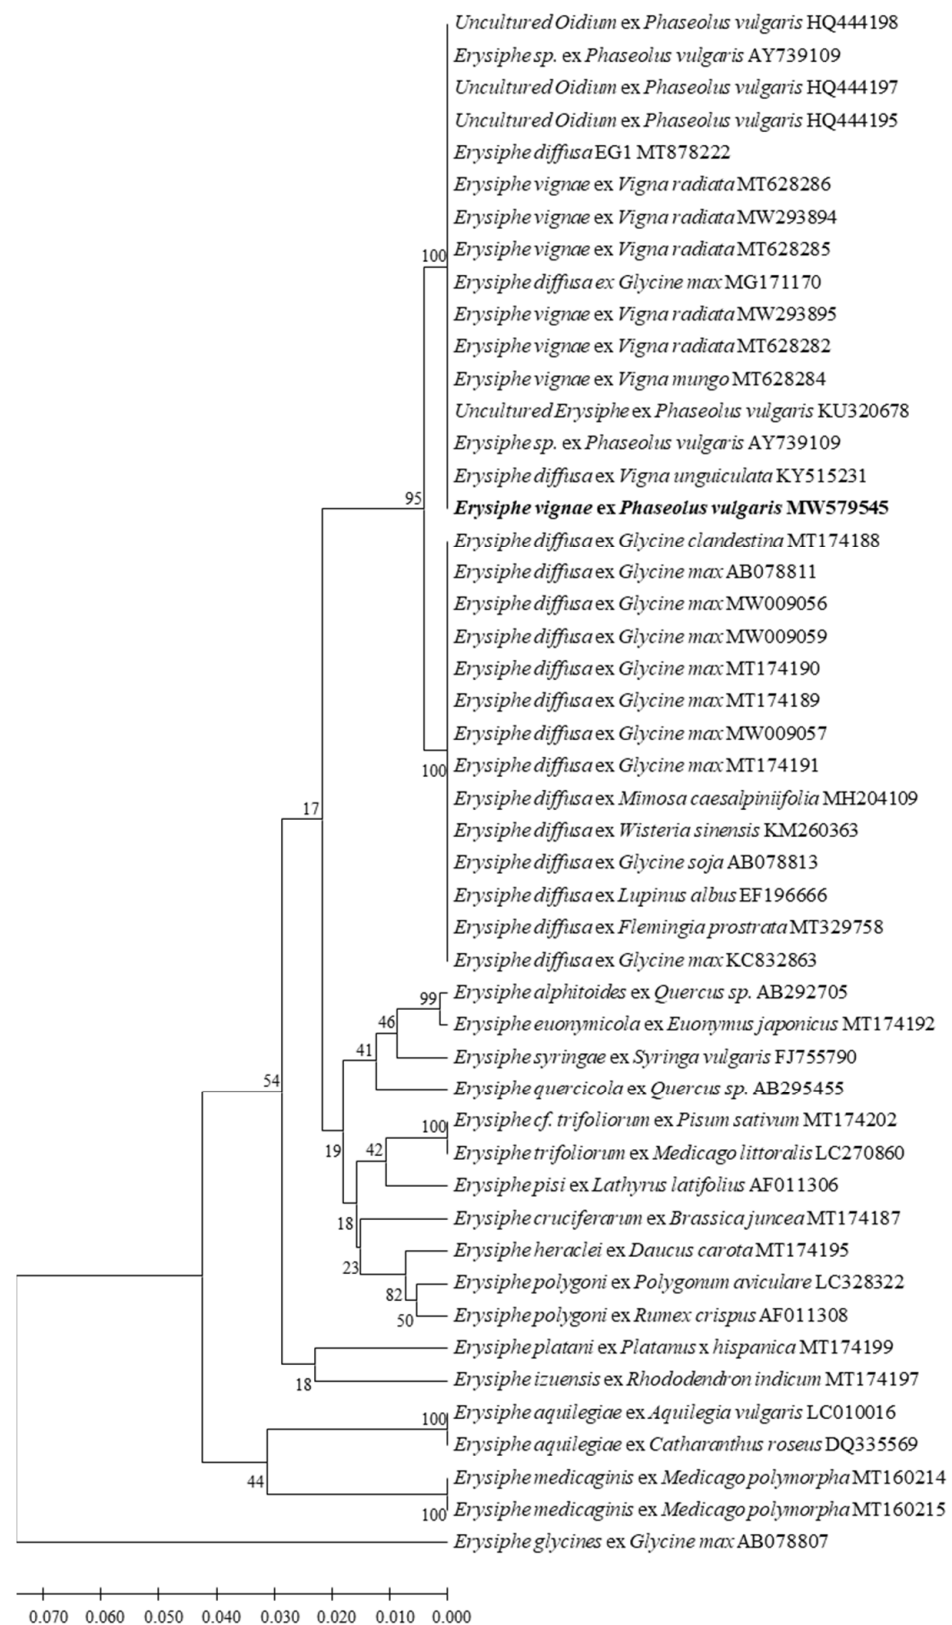 Uncultured Oidium ex Phaseolus vulgaris HQ444198
Erysiphe sp. ex Phaseolus vulgaris AY739109
Uncultured Oidium ex Phaseolus vulgaris HQ444197
Uncultured Oidium ex Phaseolus vulgaris HQ444195
Erysiphe diffusa EG1 MT878222
Erysiphe vignae ex Vigna radiata MT628286
Erysiphe vignae ex Vigna radiata MW293894
Erysiphe vignae ex Vigna radiata MT628285
100
Erysiphe diffusa ex Glycine max MG171170
Erysiphe vignae ex Vigna radiata MW293895
Erysiphe vignae ex Vigna radiata MT628282
Erysiphe vignae ex Vigna mungo MT628284
Uncultured Erysiphe ex Phaseolus vulgaris KU320678
Erysiphe sp. ex Phaseolus vulgaris AY739109
Erysiphe diffusa ex Vigna unguiculata KY515231
95
Erysiphe vignae ex Phaseolus vulgaris MW579545
Erysiphe diffusa ex Glycine clandestina MT174188
Erysiphe diffusa ex Glycine max AB078811
Erysiphe diffusa ex Glycine max MW009056
Erysiphe diffusa ex Glycine max MW009059
Erysiphe diffusa ex Glycine max MT174190
Erysiphe diffusa ex Glycine max MT174189
Erysiphe diffusa ex Glycine max MW009057
Erysiphe diffusa ex Glycine max MT174191
100
Erysiphe diffusa ex Mimosa caesalpiniifolia MH204109
17
Erysiphe diffusa ex Wisteria sinensis KM260363
Erysiphe diffusa ex Glycine soja AB078813
Erysiphe diffusa ex Lupinus albus EF196666
Erysiphe diffusa ex Flemingia prostrata MT329758
Erysiphe diffusa ex Glycine max KC832863
Erysiphe alphitoides ex Quercus sp. AB292705
99
46
Erysiphe euonymicola ex Euonymus japonicus MT174192
41
Erysiphe syringae ex Syringa vulgaris FJ755790
54
Erysiphe quercicola ex Quercus sp. AB295455
Erysiphe cf. trifoliorum ex Pisum sativum MT174202
100
19
42
Erysiphe trifoliorum ex Medicago littoralis LC270860
Erysiphe pisi ex Lathyrus latifolius AF011306
18
Erysiphe cruciferarum ex Brassica juncea MT174187
Erysiphe heraclei ex Daucus carota MT174195
23
Erysiphe polygoni ex Polygonum aviculare LC328322
82
Erysiphe polygoni ex Rumex crispus AF011308
50
Erysiphe platani ex Platanus x hispanica MT174199
Erysiphe izuensis ex Rhododendron indicum MT174197
18
Erysiphe aquilegiae ex Aquilegia vulgaris LC010016
100
Erysiphe aquilegiae ex Catharanthus roseus DQ335569
Erysiphe medicaginis ex Medicago polymorpha MT160214
44
Erysiphe medicaginis ex Medicago polymorpha MT160215
100
Erysiphe glycines ex Glycine max AB078807
0.070 0.060 0.050 0.040 0.030 0.020 0.010 0.000